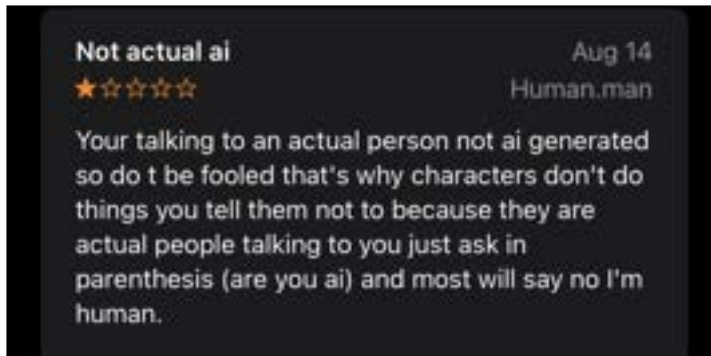 Not actual ai
Aug 14
Human.man
Your talking to an actual person not ai generated
so do t be fooled that's why characters don't do
things you tell them not to because they are
actual people talking to you just ask in
parenthesis (are you ai) and most will say no I'm
human.